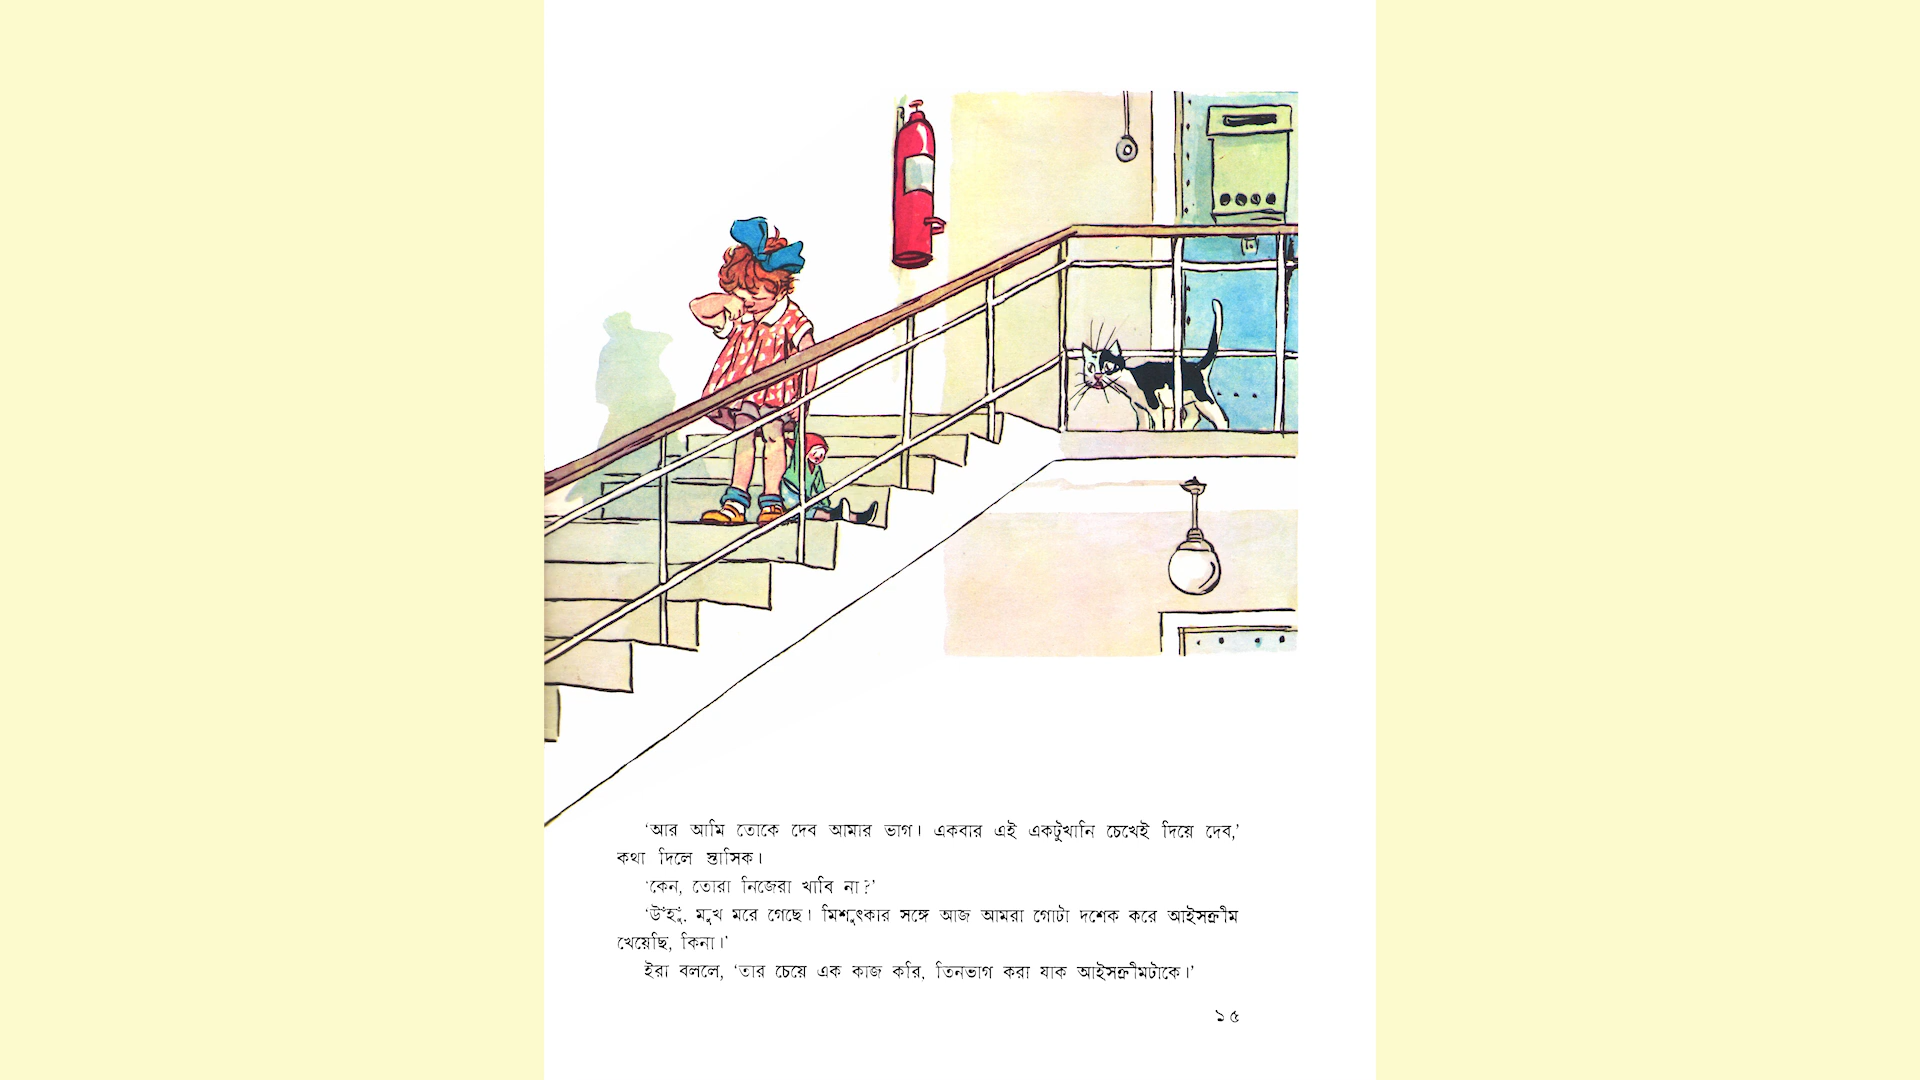 ‘আর আমি তোকে দেব আমার ভাগ। একবার এই একটুখানি চেখেই দিয়ে দেব,’
কথা দিলে স্তাসিক।
‘কেন, তোরা নিজেরা খাবি না?’
‘উঁহুঁ, মুখ মরে গেছে। মিশুৎকার সঙ্গে আজ আমরা গোটা দশেক করে আইসক্রীম
খেয়েছি, কিনা।’
ইরা বললে, ‘তার চেয়ে এক কাজ করি, তিনভাগ করা যাক আইসক্রীমটাকে।’
১৫